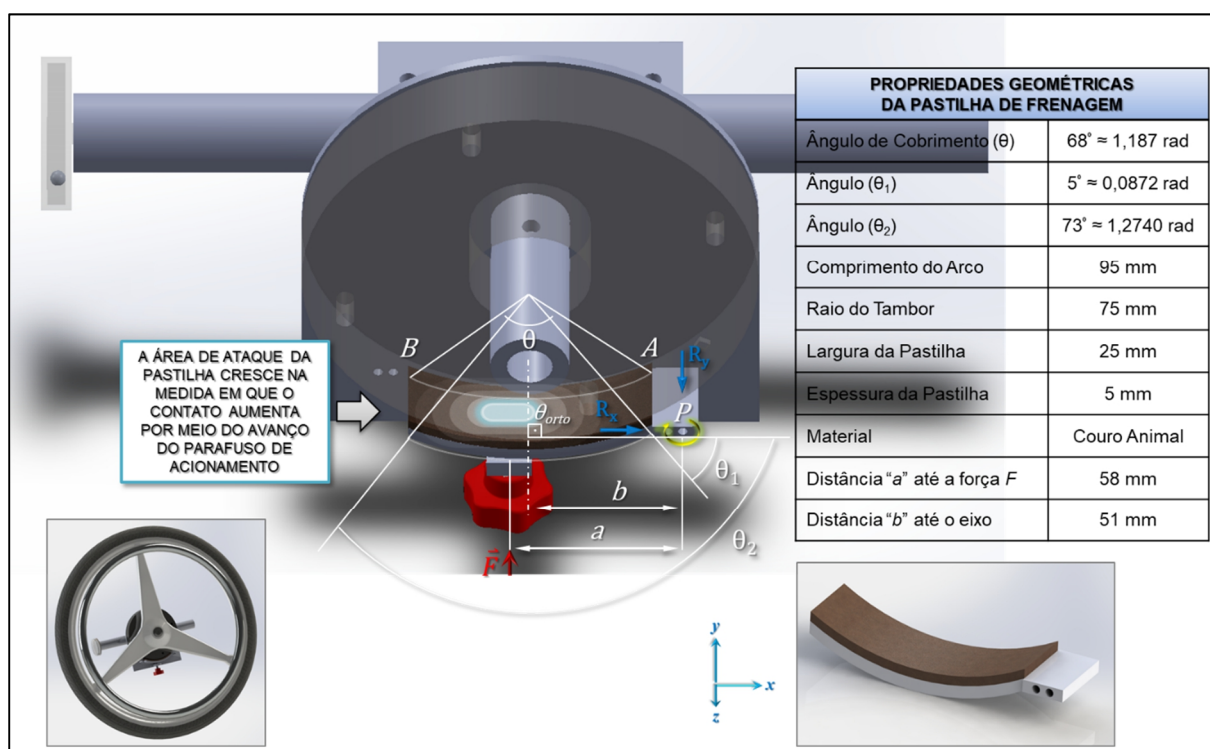 PROPRIEDADES GEOMÉTRICAS
DA PASTILHA DE FRENAGEM
Ângulo de Cobrimento (θ) 68° ≈ 1,187 rad
Ângulo (θ₁) 5° ≈ 0,0872 rad
Ângulo (θ₂) 73° ≈ 1,2740 rad
Comprimento do Arco 95 mm
Raio do Tambor 75 mm
Largura da Pastilha 25 mm
Espessura da Pastilha 5 mm
Material Couro Animal
Distância "a" até a força F 58 mm
Distância "b" até o eixo 51 mm
A ÁREA DE ATAQUE DA
PASTILHA CRESCE NA
MEDIDA EM QUE O
CONTATO AUMENTA
POR MEIO DO AVANÇO
DO PARAFUSO DE
ACIONAMENTO
θ
B
A
R_y
R_x
P
θ_orto
θ₁
b
a
θ₂
F⃗
y
x
z